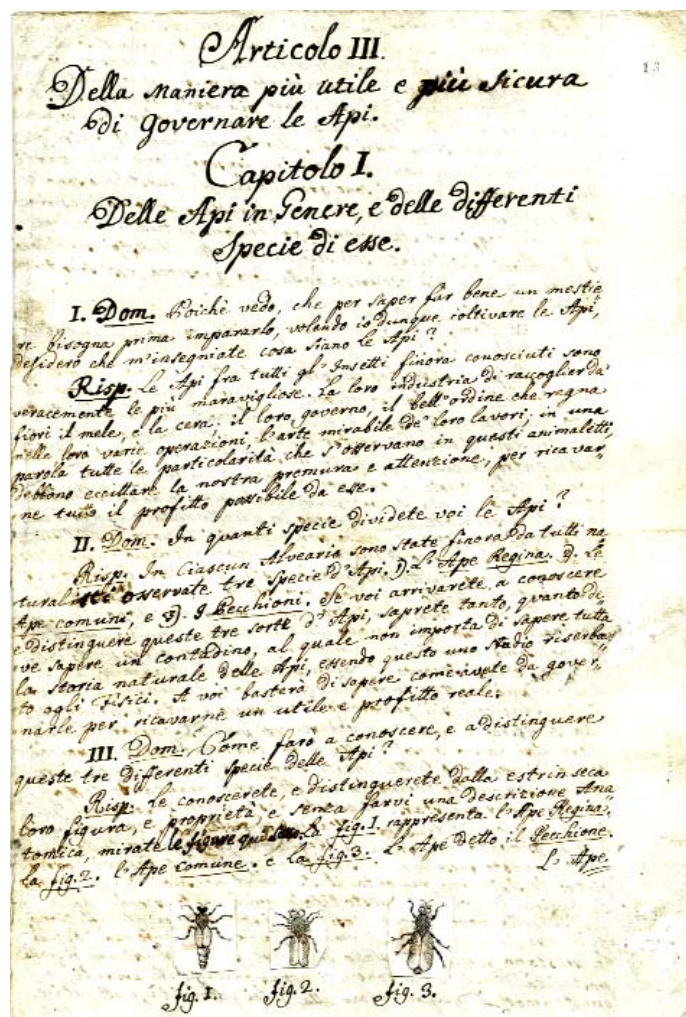 Articolo III.
23
Della maniera più utile e più sicura
di governare le Api.
Capitolo I.
Delle Api in Genere, e delle differenti
Specie di esse.
I. Dom. Poichè vedo, che per saper far bene un mestie„
re bisogna prima impararlo, volendo io dunque coltivare le Api,
desidero che m'insegniate cosa siano le Api?
Risp. Le Api fra tutti gl' Insetti finora conosciuti sono
veracemente le più maravigliose. La loro industria di raccoglier da'
fiori il mele, e la cera: il loro governo, il bell'ordine che regna
nelle loro varie operazioni, l'arte mirabile de' loro lavori, in una
parola tutte le particolarità che s'osservano in questi animaletti,
debbono eccittare la nostra premura e attenzione, per ricavar„
ne tutto il profitto possibile da esse.
II. Dom. In quanti specie dividete voi le Api?
Risp. In Ciascun Alveario sono state finora da tutti na„
turalisti osservate tre specie d'Api. 1). L'Ape Regina. 2). Le
Ape comuni, e 3). I Pecchioni. Se voi arrivarete a conoscere
e distinguere queste tre sorte d'Api, saprete tanto, quanto de„
ve sapere un contadino, al quale non importa di sapere tutta
la storia naturale delle Api, essendo questo uno studio riserba„
to agli Fisici. A voi basterà di sapere come avete da gover„
narle per ricavarne un utile e profitto reale.
III. Dom. Come farò a conoscere, e a distinguere
queste tre differenti specie delle Api?
Risp. Le conoscerete, e distinguerete dalla estrinseca
loro figura, e proprietà e senza farvi una descrizione Ana„
tomica, mirate le figure qui sotto. La fig. 1. rappresenta l'Ape Regina.
la fig. 2. l'Ape Comune. e la fig. 3. L'Ape detto il Pecchione.
L'Ape
fig. 1. fig. 2. fig. 3.